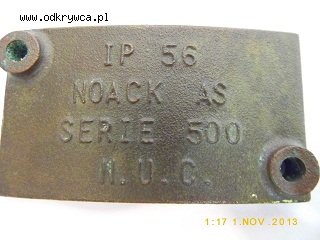 www.odkrywca.pl
IP 56
NOACK AS
SERIE 500
M.U.C.
1:17 1.NOV.2013